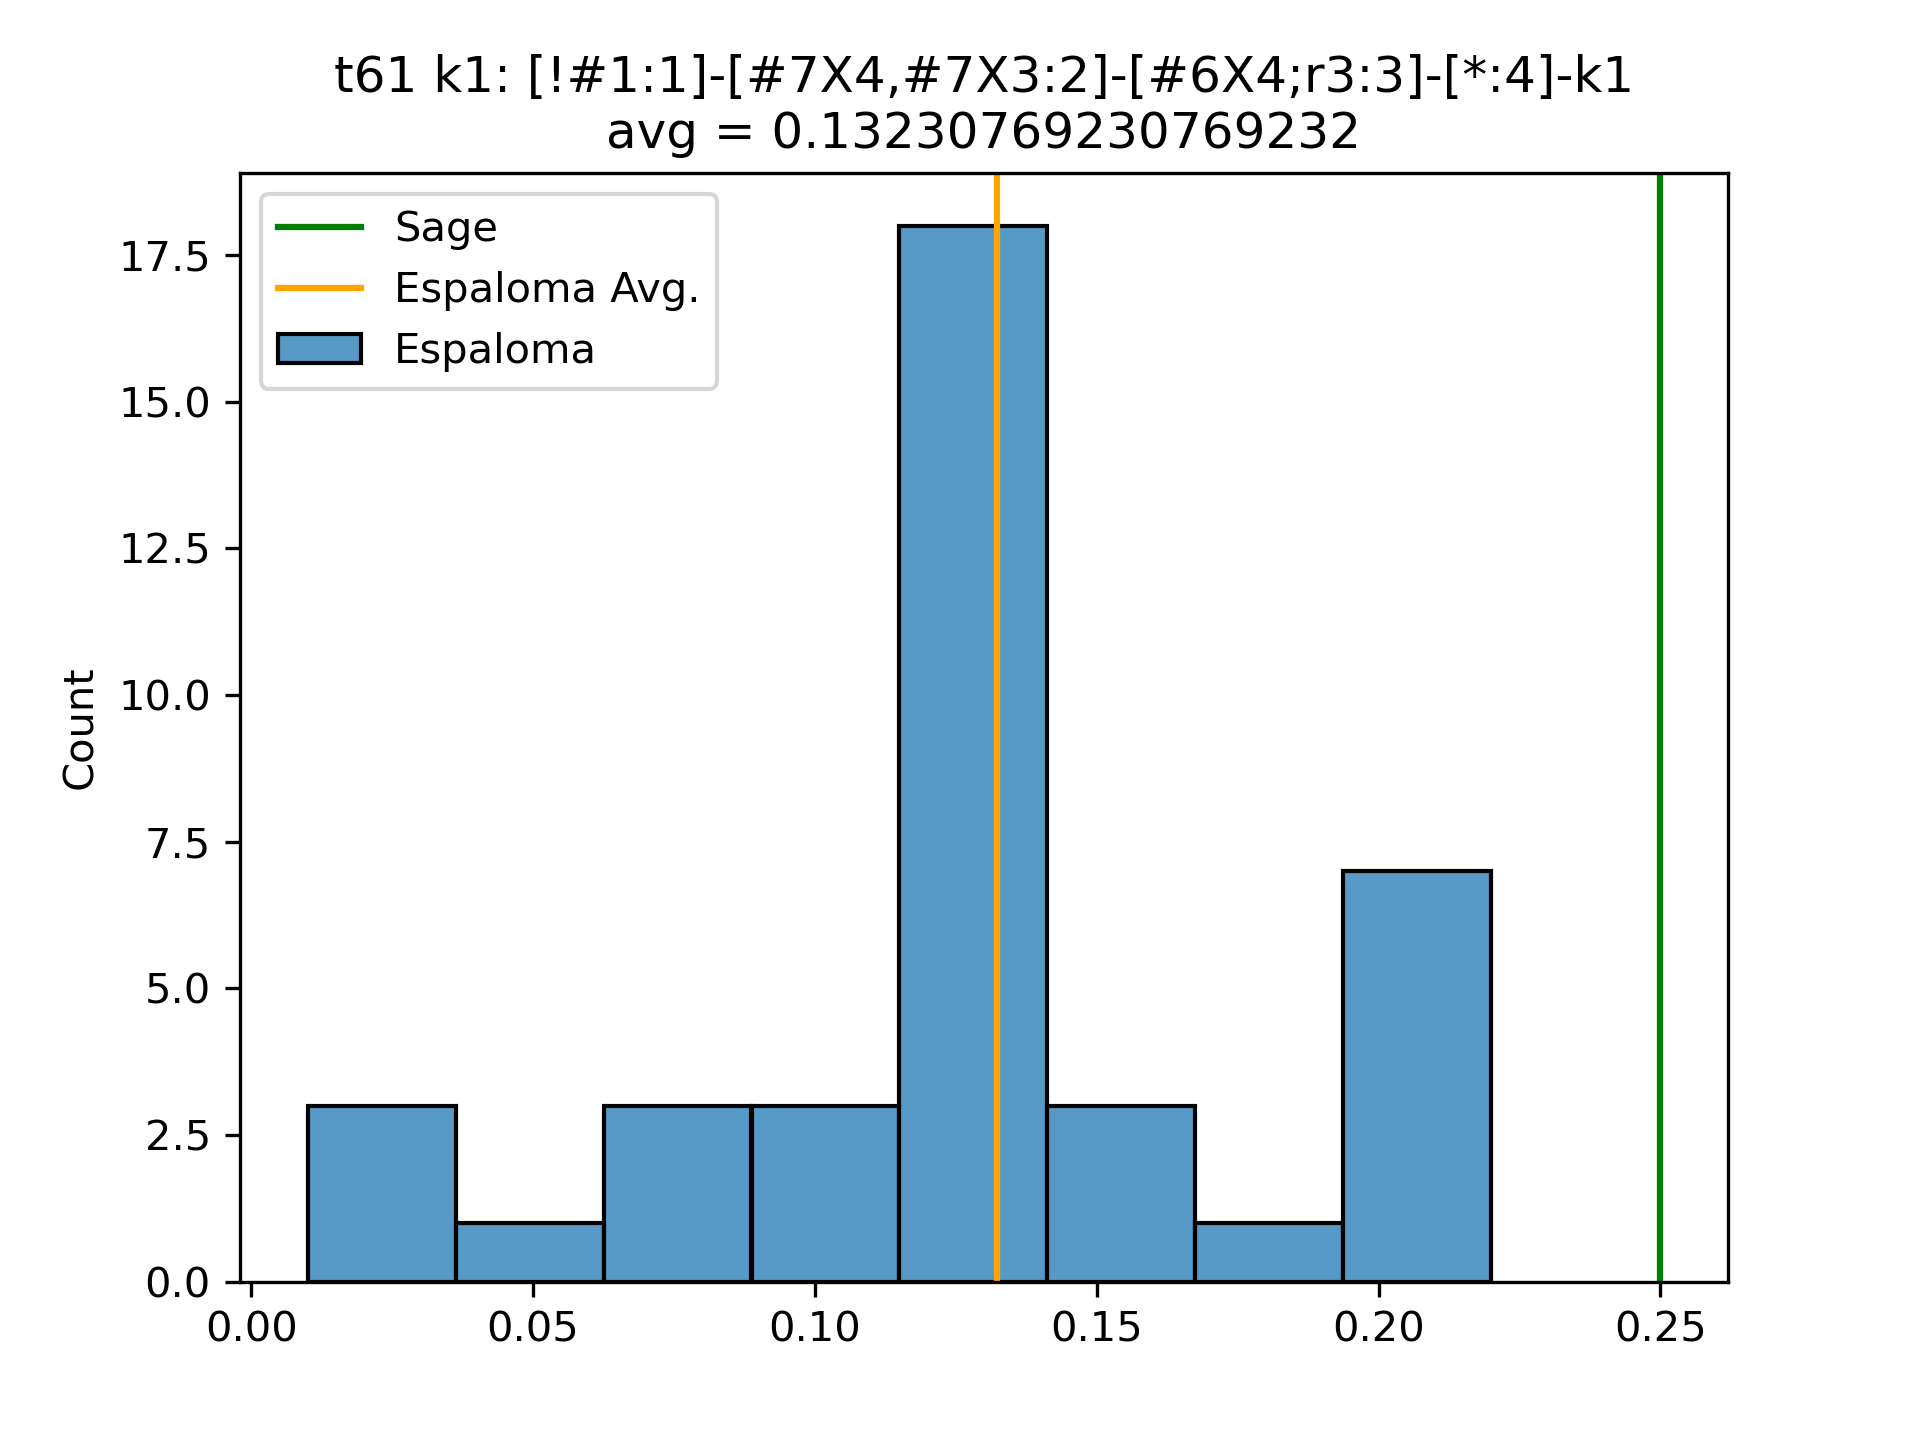 t61 k1: [!#1:1]-[#7X4,#7X3:2]-[#6X4;r3:3]-[*:4]-k1
avg = 0.13230769230769232
Sage
Espaloma Avg.
Espaloma
17.5
15.0
12.5
10.0
7.5
5.0
2.5
0.0
Count
0.00 0.05 0.10 0.15 0.20 0.25